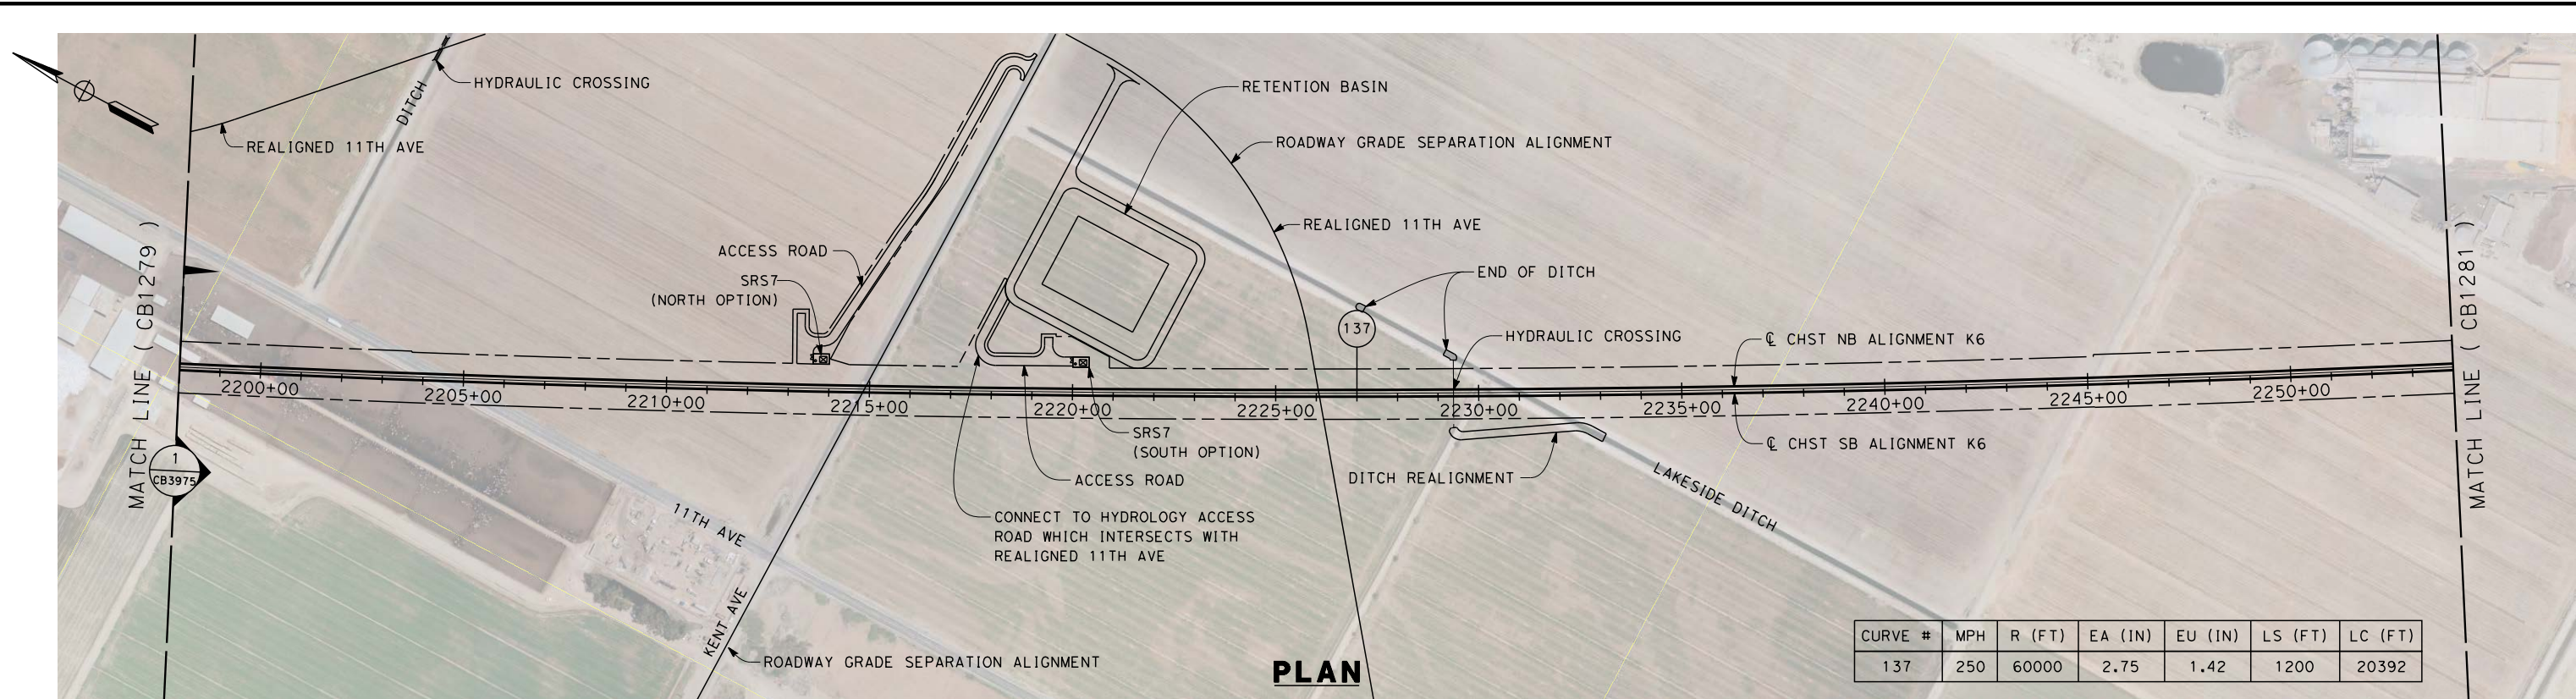 HYDRAULIC CROSSING
DITCH
REALIGNED 11TH AVE
RETENTION BASIN
ROADWAY GRADE SEPARATION ALIGNMENT
REALIGNED 11TH AVE
ACCESS ROAD
SRS7
(NORTH OPTION)
END OF DITCH
137
HYDRAULIC CROSSING
℄ CHST NB ALIGNMENT K6
MATCH LINE ( CB1279 )
MATCH LINE ( CB1281 )
2200+00
2205+00
2210+00
2215+00
2220+00
2225+00
2230+00
2235+00
2240+00
2245+00
2250+00
SRS7
(SOUTH OPTION)
℄ CHST SB ALIGNMENT K6
1
CB3975
ACCESS ROAD
DITCH REALIGNMENT
LAKESIDE DITCH
11TH AVE
CONNECT TO HYDROLOGY ACCESS
ROAD WHICH INTERSECTS WITH
REALIGNED 11TH AVE
KENT AVE
ROADWAY GRADE SEPARATION ALIGNMENT
PLAN
CURVE # MPH R (FT) EA (IN) EU (IN) LS (FT) LC (FT)
137 250 60000 2.75 1.42 1200 20392